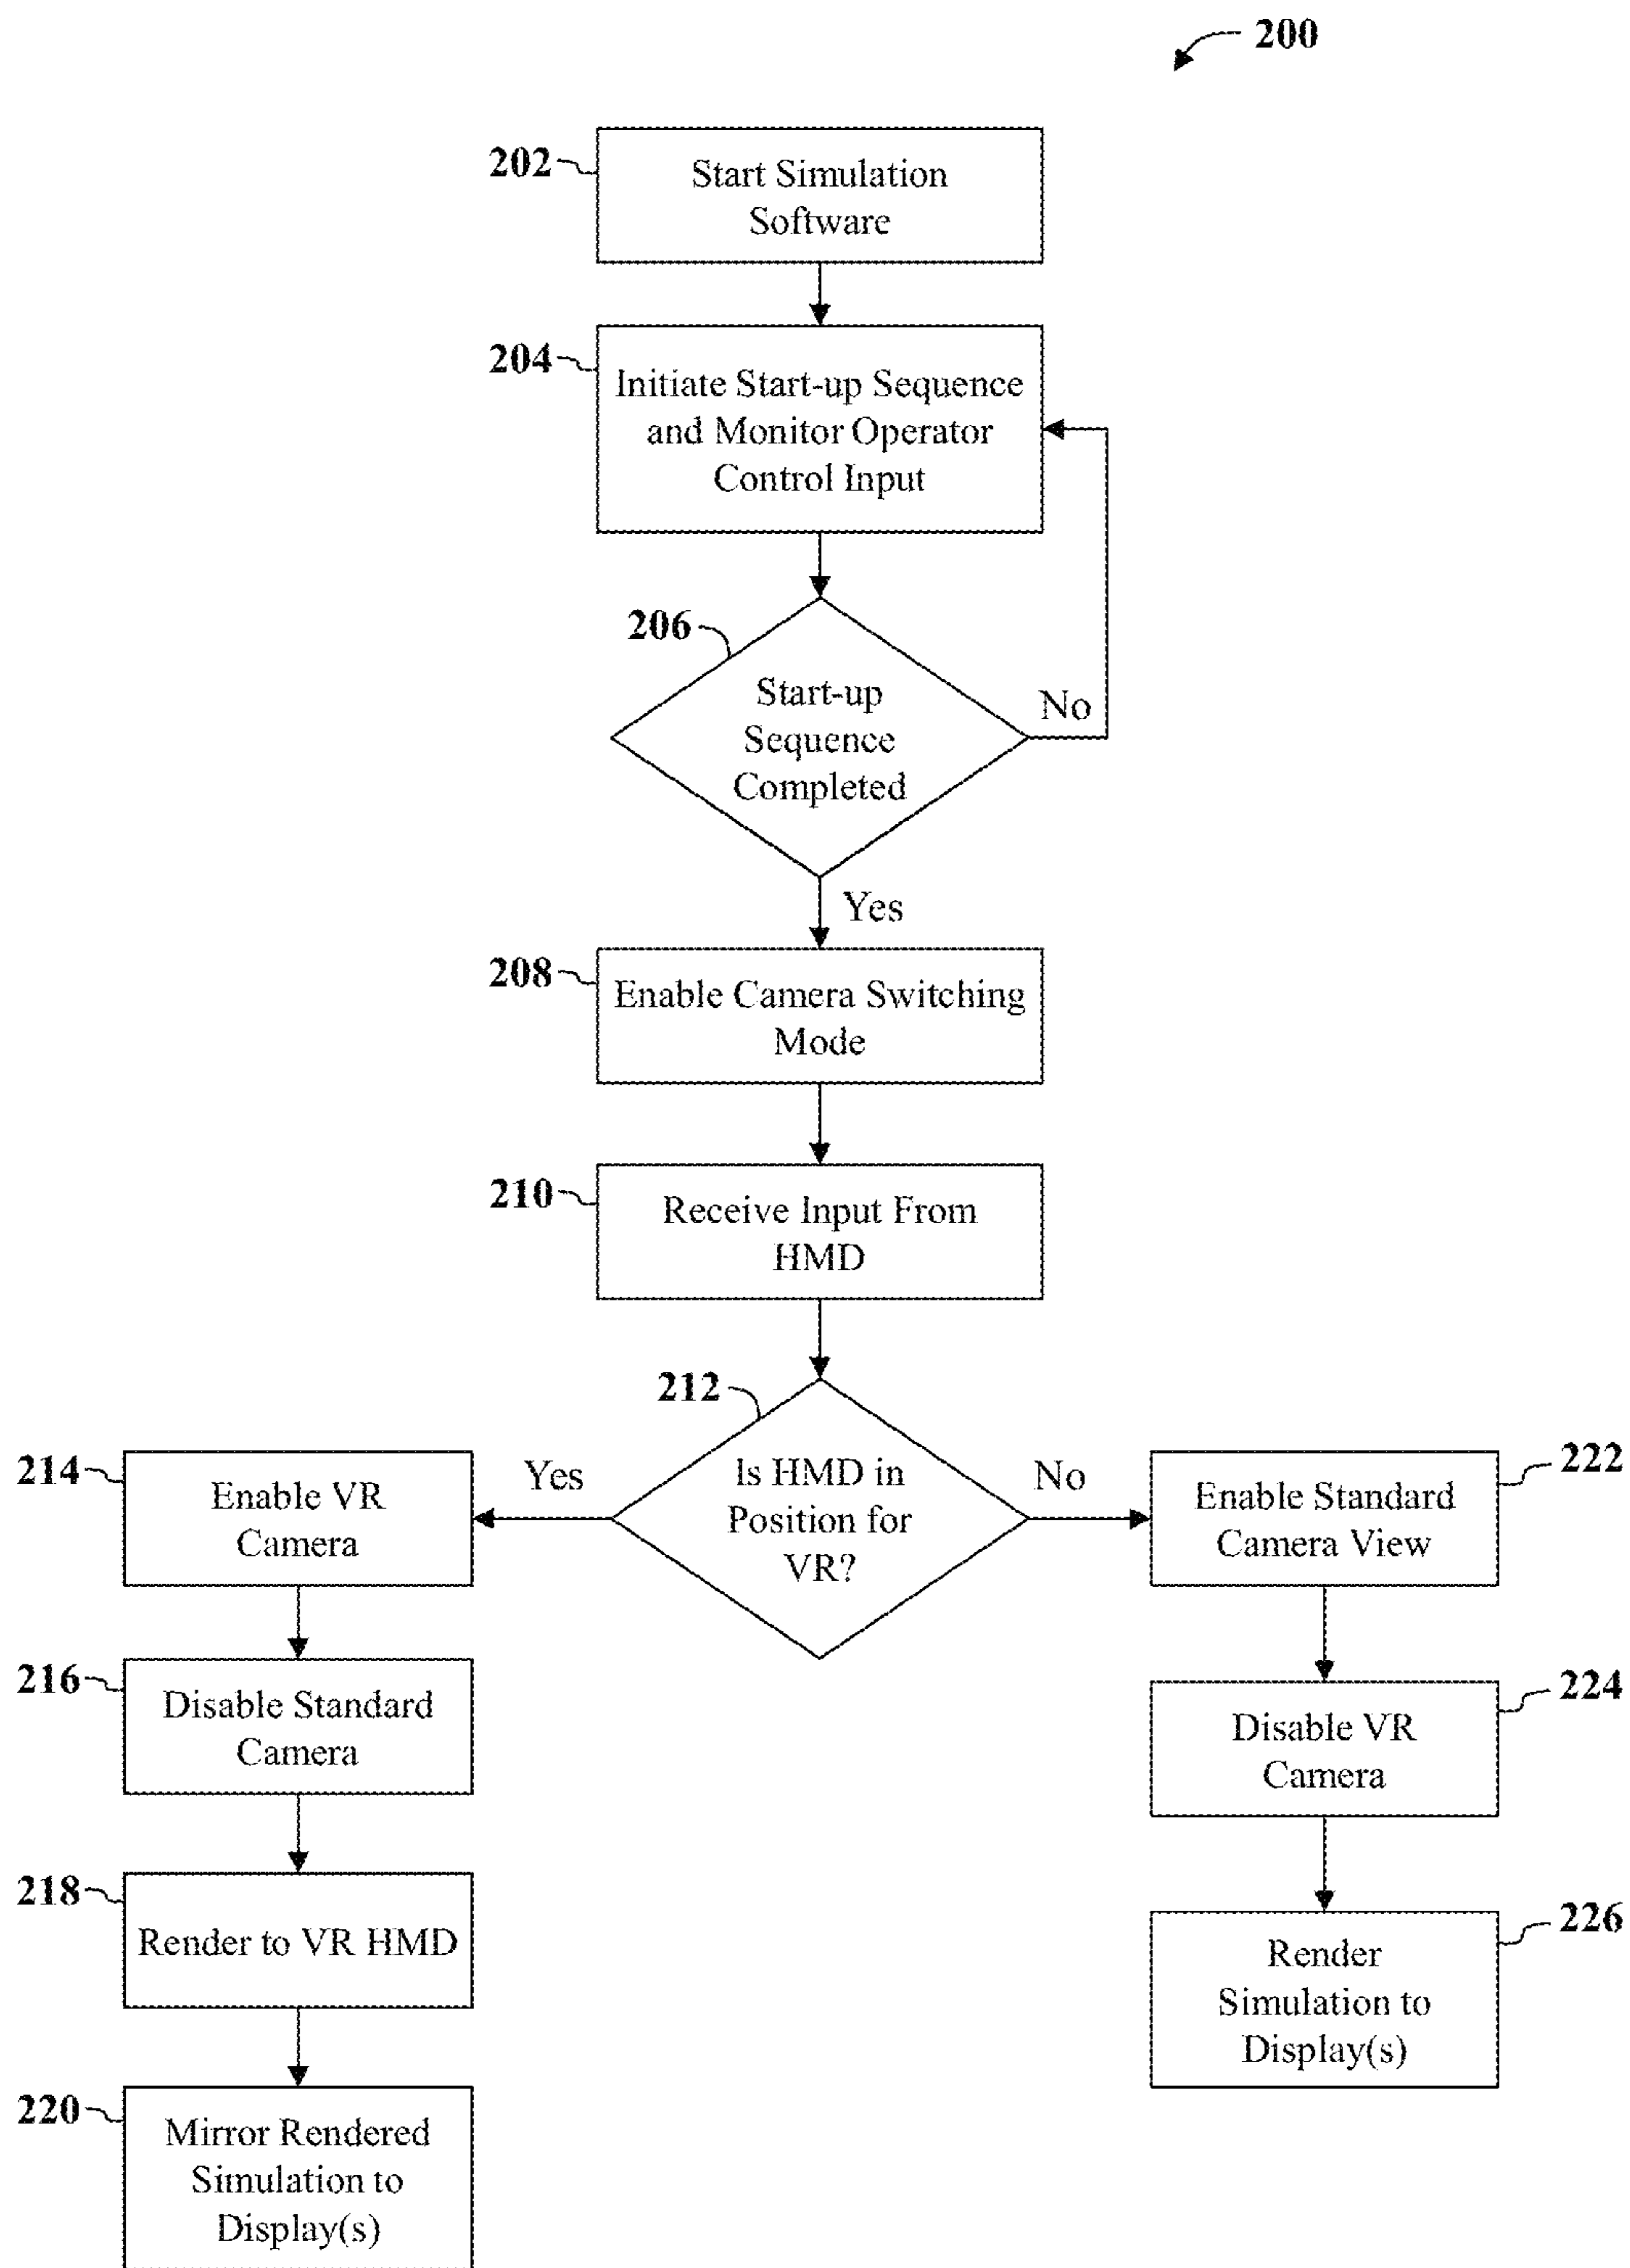 200
202
Start Simulation
Software
204
Initiate Start-up Sequence
and Monitor Operator
Control Input
206
Start-up
Sequence
Completed
No
Yes
208
Enable Camera Switching
Mode
210
Receive Input From
HMD
212
Is HMD in
Position for
VR?
Yes
No
214
Enable VR
Camera
222
Enable Standard
Camera View
216
Disable Standard
Camera
224
Disable VR
Camera
218
Render to VR HMD
226
Render
Simulation to
Display(s)
220
Mirror Rendered
Simulation to
Display(s)